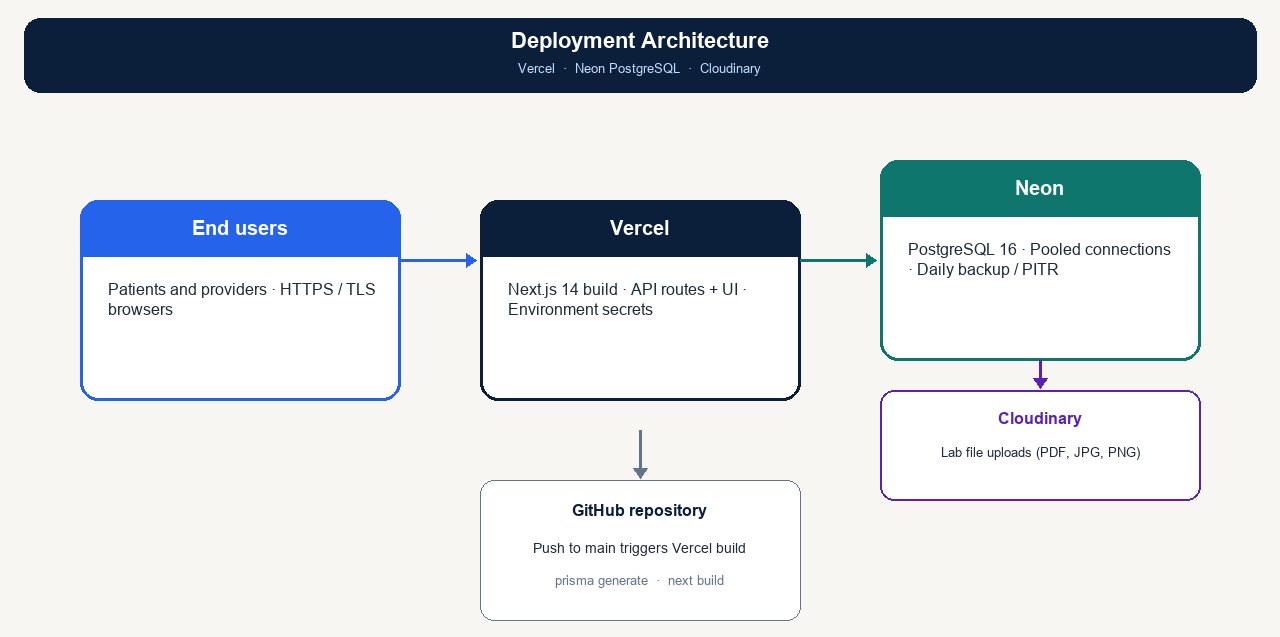 Deployment Architecture
Vercel · Neon PostgreSQL · Cloudinary
End users
Patients and providers · HTTPS / TLS
browsers
Vercel
Next.js 14 build · API routes + UI ·
Environment secrets
Neon
PostgreSQL 16 · Pooled connections
· Daily backup / PITR
Cloudinary
Lab file uploads (PDF, JPG, PNG)
GitHub repository
Push to main triggers Vercel build
prisma generate · next build